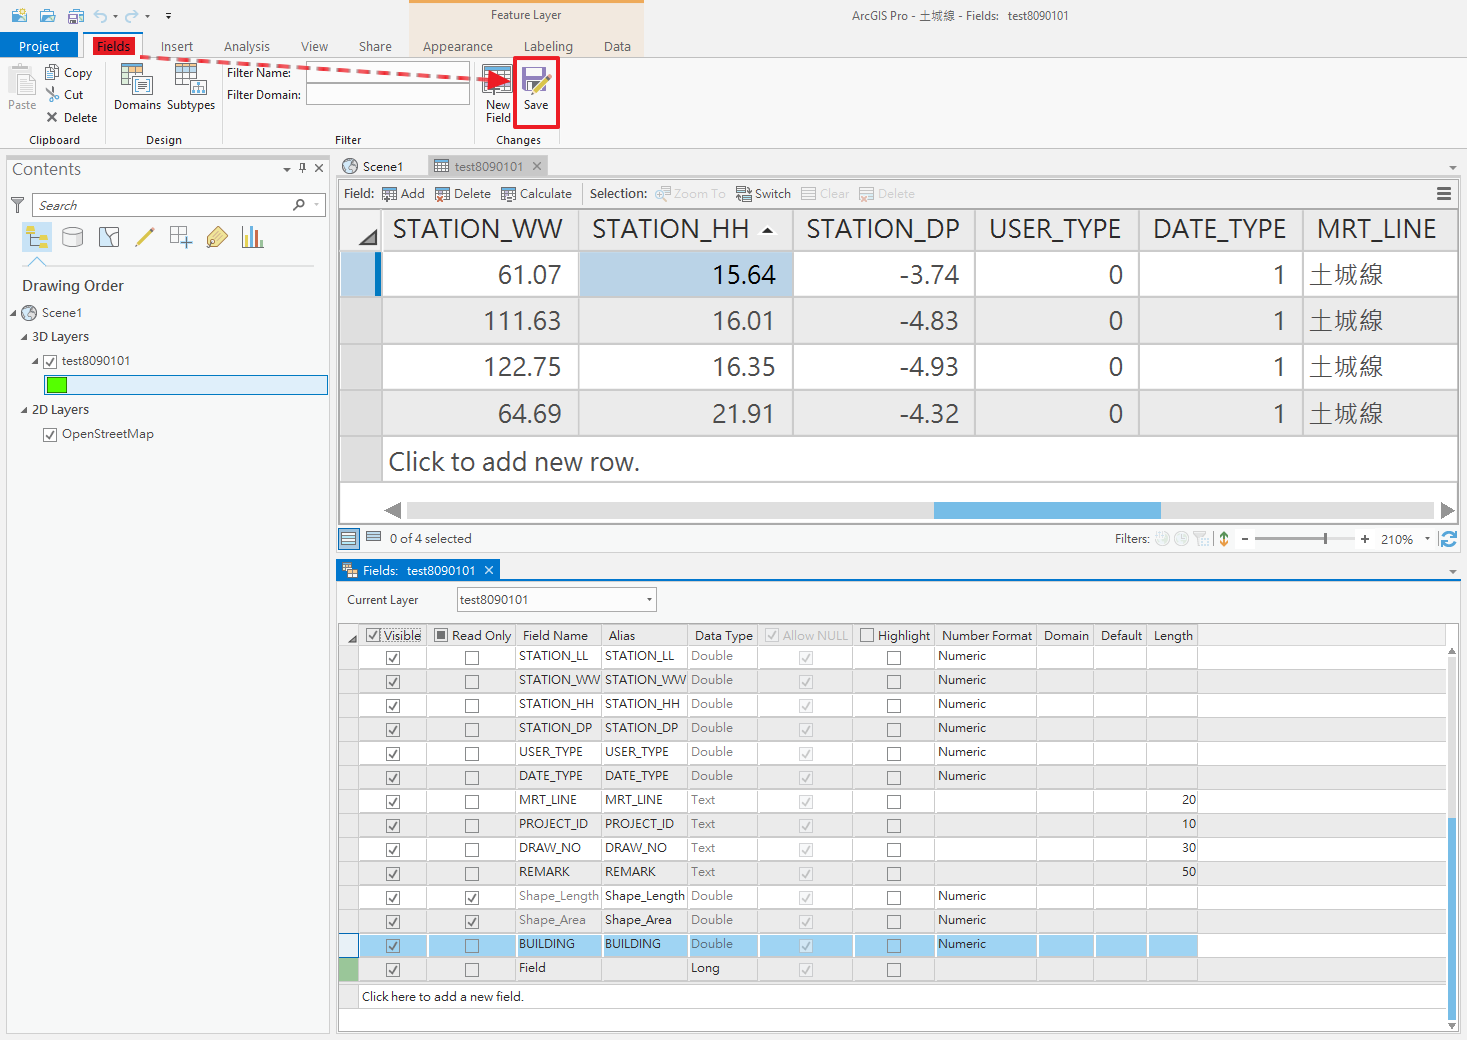 Feature Layer
ArcGIS Pro - 土城線 - Fields: test8090101
Project Fields Insert Analysis View Share Appearance Labeling Data
Paste Copy Cut Delete
Clipboard
Domains Subtypes
Design
Filter Name:
Filter Domain:
Filter
New Field Save
Changes
Contents
Search
Drawing Order
Scene1
3D Layers
test8090101
2D Layers
OpenStreetMap
Scene1 test8090101
Field: Add Delete Calculate Selection: Zoom To Switch Clear Delete
STATION_WW STATION_HH STATION_DP USER_TYPE DATE_TYPE MRT_LINE
61.07 15.64 -3.74 0 1 土城線
111.63 16.01 -4.83 0 1 土城線
122.75 16.35 -4.93 0 1 土城線
64.69 21.91 -4.32 0 1 土城線
Click to add new row.
0 of 4 selected Filters: - + 210%
Fields: test8090101
Current Layer test8090101
Visible Read Only Field Name Alias Data Type Allow NULL Highlight Number Format Domain Default Length
STATION_LL STATION_LL Double Numeric
STATION_WW STATION_WW Double Numeric
STATION_HH STATION_HH Double Numeric
STATION_DP STATION_DP Double Numeric
USER_TYPE USER_TYPE Double Numeric
DATE_TYPE DATE_TYPE Double Numeric
MRT_LINE MRT_LINE Text 20
PROJECT_ID PROJECT_ID Text 10
DRAW_NO DRAW_NO Text 30
REMARK REMARK Text 50
Shape_Length Shape_Length Double Numeric
Shape_Area Shape_Area Double Numeric
BUILDING BUILDING Double Numeric
Field Long
Click here to add a new field.